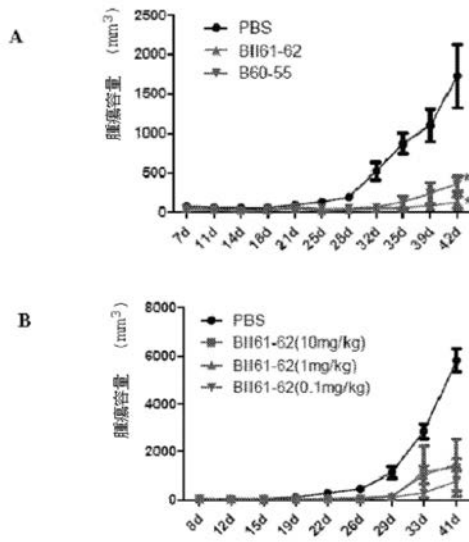 A
腫瘍容量 (mm³)
2500
2000
1500
1000
500
0
PBS
BII61-62
B60-55
*
*
7d 11d 14d 18d 21d 25d 28d 32d 35d 39d 42d
B
腫瘍容量 (mm³)
8000
6000
4000
2000
0
PBS
BII61-62(10mg/kg)
BII61-62(1mg/kg)
BII61-62(0.1mg/kg)
8d 12d 15d 19d 22d 26d 29d 33d 41d